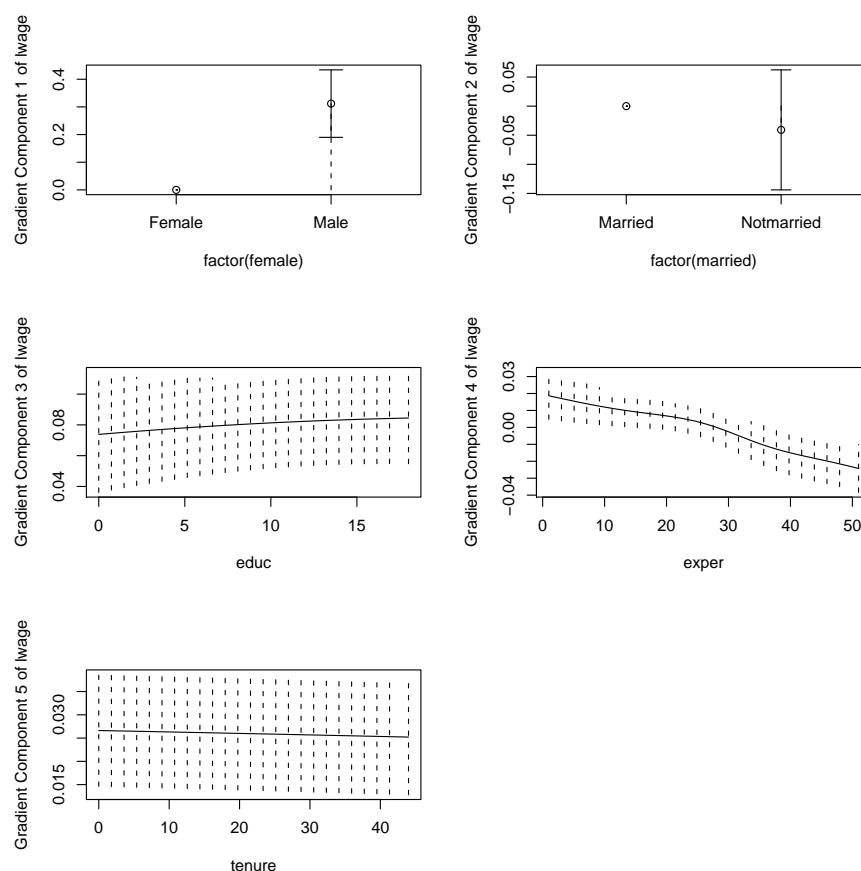 Gradient Component 1 of lwage
0.4
0.2
0.0
Female
Male
factor(female)
Gradient Component 2 of lwage
0.05
−0.05
−0.15
Married
Notmarried
factor(married)
Gradient Component 3 of lwage
0.08
0.04
0
5
10
15
educ
Gradient Component 4 of lwage
0.03
0.00
−0.04
0
10
20
30
40
50
exper
Gradient Component 5 of lwage
0.030
0.015
0
10
20
30
40
tenure